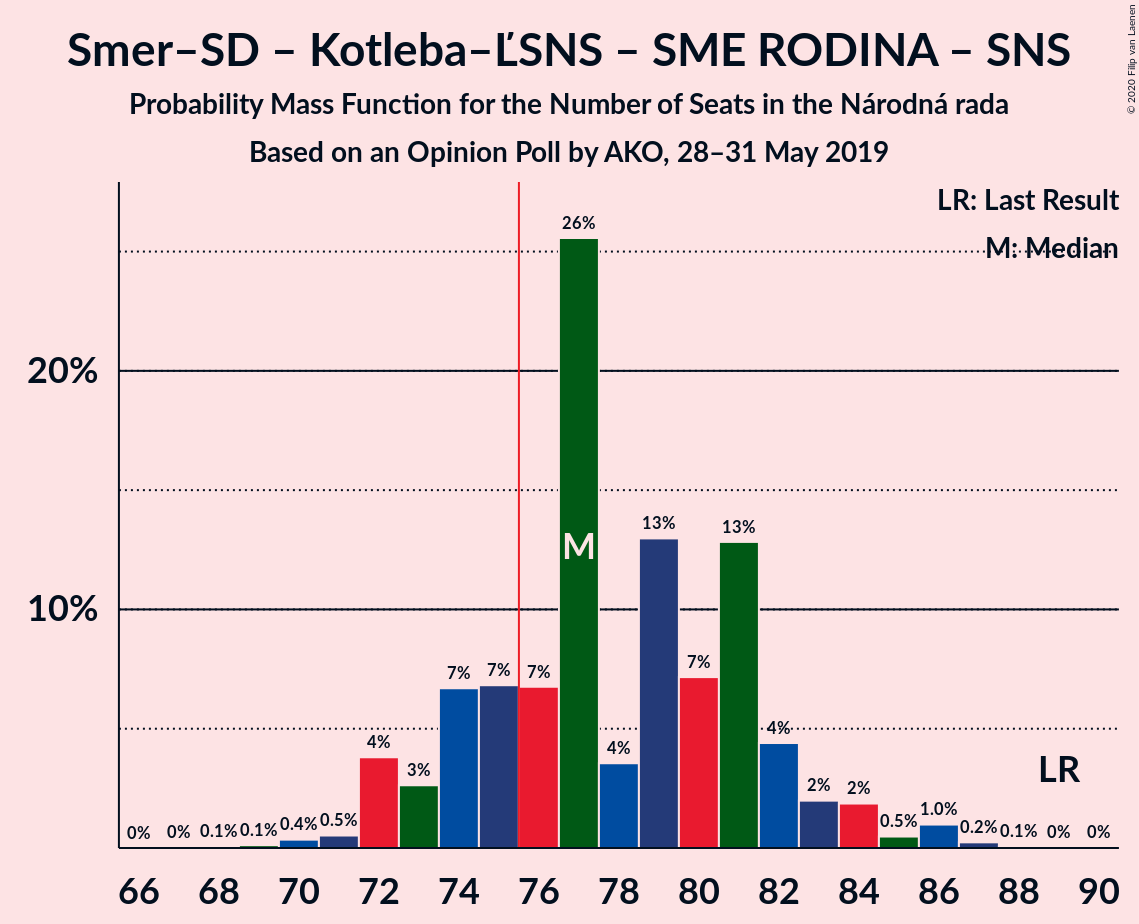 Smer–SD – Kotleba–ĽSNS – SME RODINA – SNS
Probability Mass Function for the Number of Seats in the Národná rada
Based on an Opinion Poll by AKO, 28–31 May 2019
© 2020 Filip van Laenen
LR: Last Result
M: Median
20%
10%
0% 0% 0.1% 0.1% 0.4% 0.5% 4% 3% 7% 7% 7% 26% 4% 13% 7% 13% 4% 2% 2% 0.5% 1.0% 0.2% 0.1% 0% 0%
M
LR
66 68 70 72 74 76 78 80 82 84 86 88 90